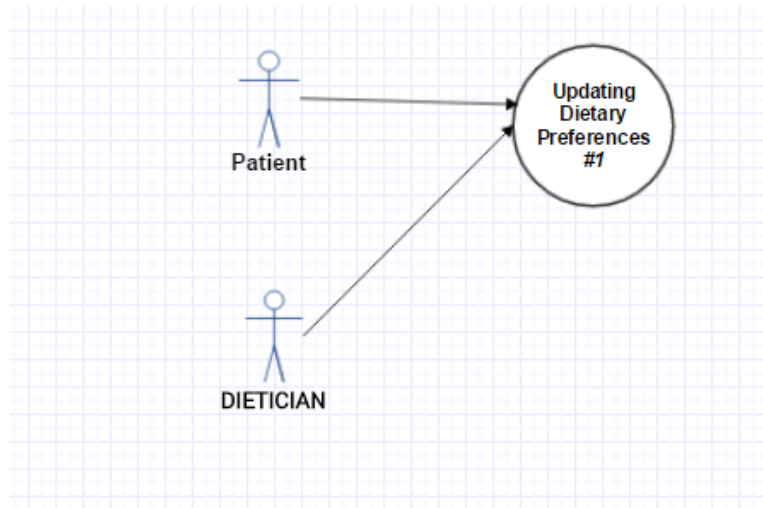 Updating
Dietary
Preferences
#1
Patient
DIETICIAN